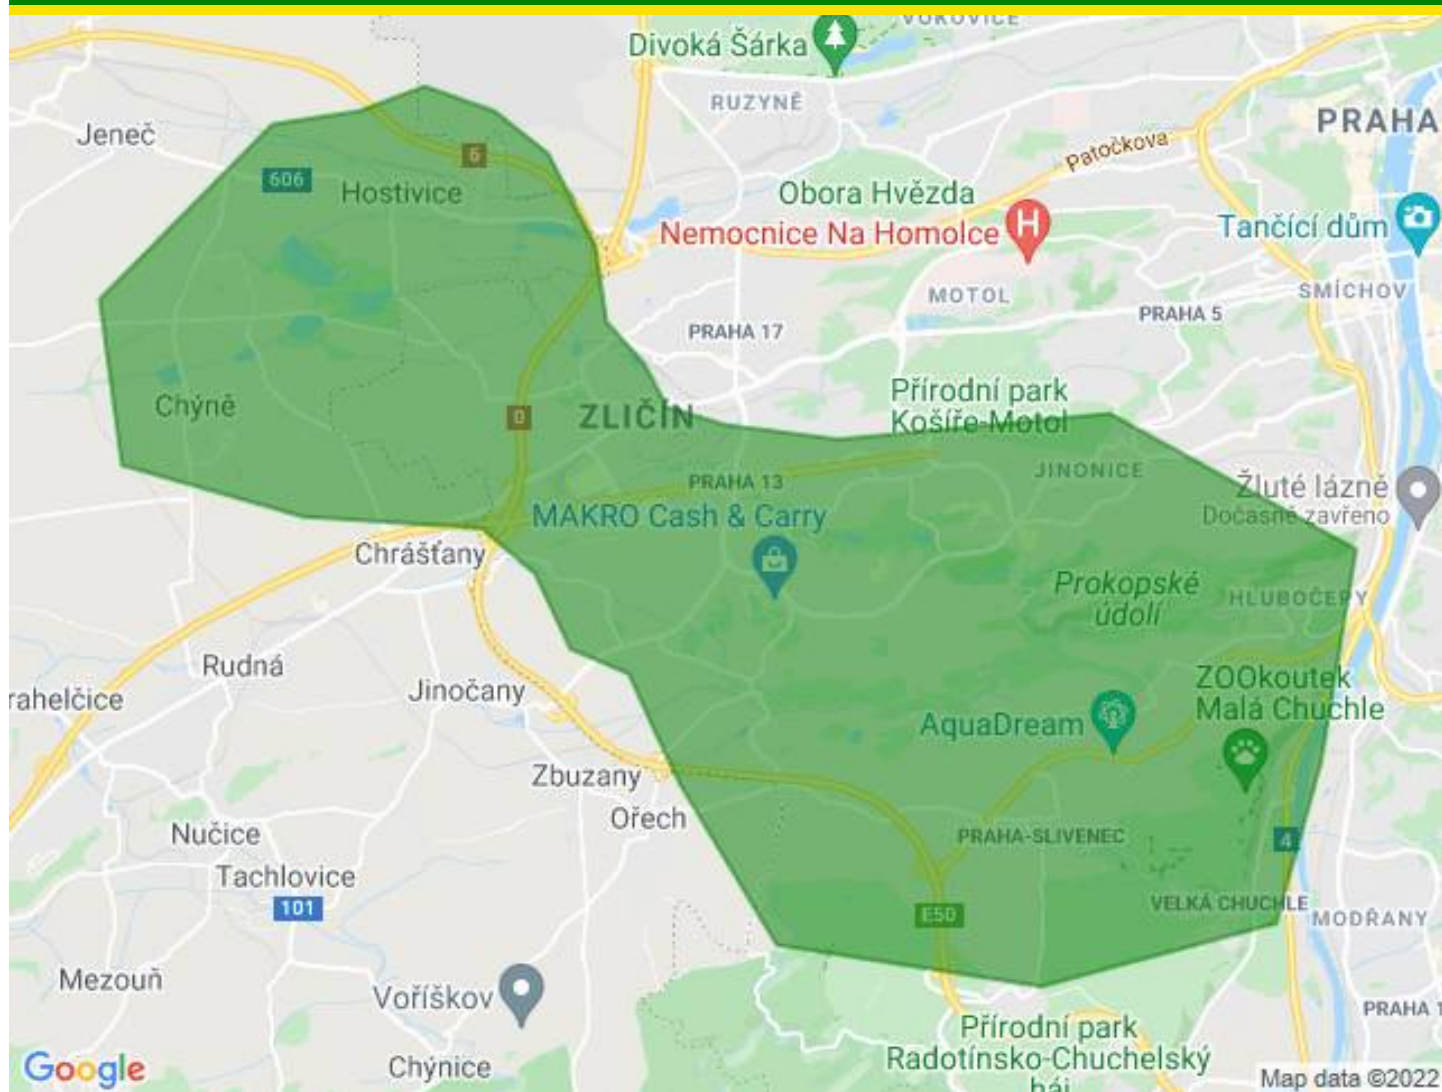 VOKOVICE
Divoká Šárka
RUZYNĚ
PRAHA
Jeneč
Patočkova
6
606
Hostivice
Obora Hvězda
Nemocnice Na Homolce
H
Tančící dům
MOTOL
SMÍCHOV
PRAHA 5
PRAHA 17
Přírodní park
Košíře-Motol
Chýně
0
ZLIČÍN
JINONICE
PRAHA 13
Žluté lázně
Dočasně zavřeno
MAKRO Cash & Carry
Chrášťany
Prokopské
údolí
HLUBOČEPY
Rudná
ZOOkoutek
Malá Chuchle
rahelčice
Jinočany
AquaDream
Zbuzany
Ořech
Nučice
PRAHA-SLIVENEC
4
Tachlovice
101
E50
VELKÁ CHUCHLE
MODŘANY
Mezouň
Voříškov
PRAHA 1
Přírodní park
Radotínsko-Chuchelský
háj
Chýnice
Google
Map data ©2022